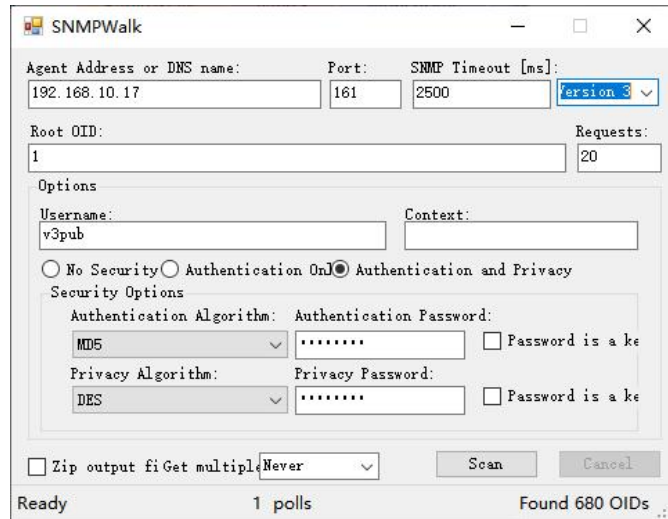 SNMPWalk
Agent Address or DNS name: Port: SNMP Timeout [ms]:
192.168.10.17 161 2500 Version 3
Root OID: Requests:
1 20
Options
Username: Context:
v3pub
No Security Authentication Onl Authentication and Privacy
Security Options
Authentication Algorithm: Authentication Password:
MD5 •••••••• Password is a ke
Privacy Algorithm: Privacy Password:
DES •••••••• Password is a ke
Zip output fi Get multiple Never Scan Cancel
Ready 1 polls Found 680 OIDs